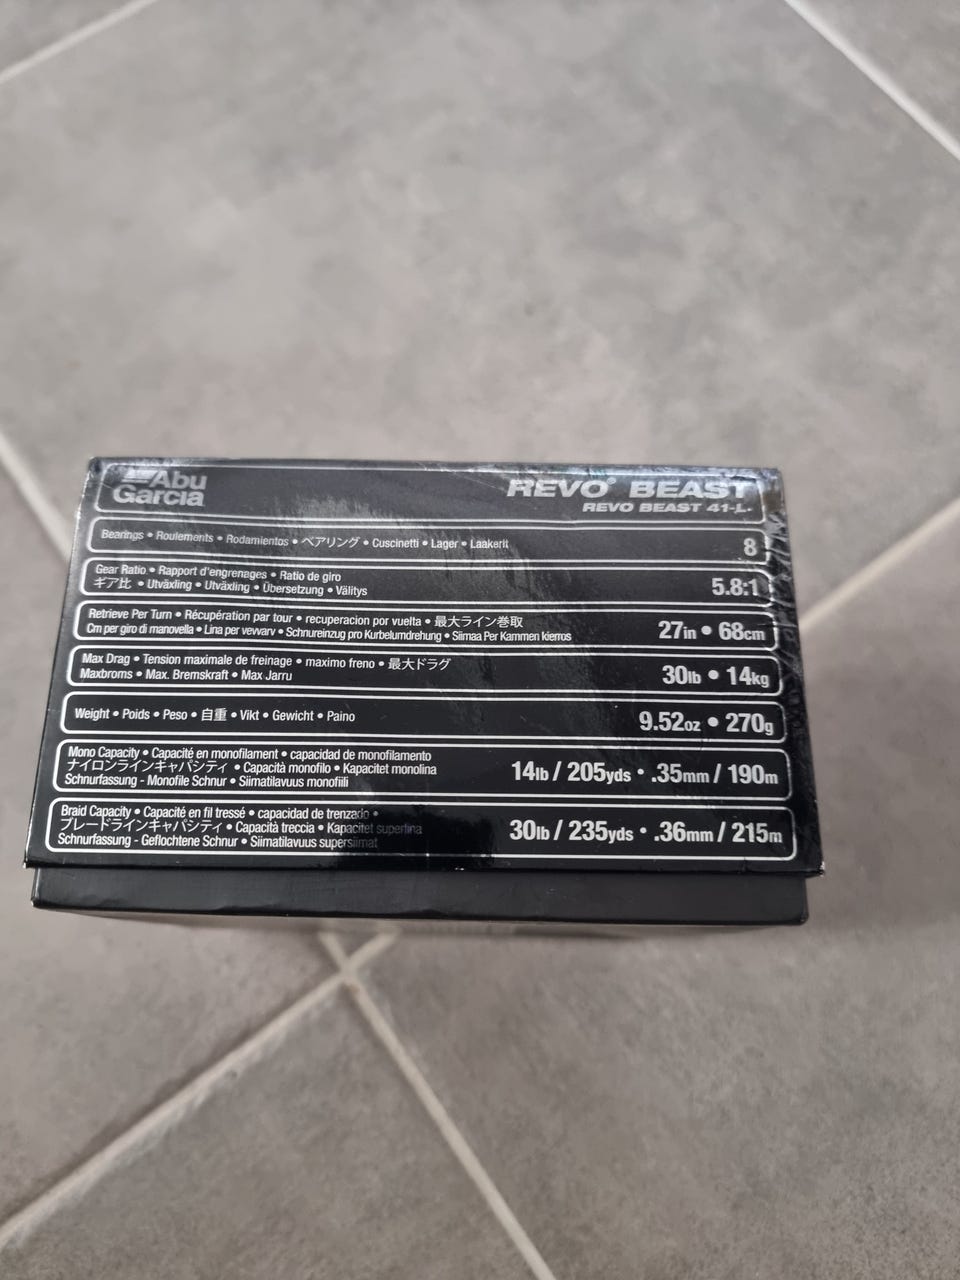 Abu
Garcia
REVO® BEAST
REVO BEAST 41-L
Bearings • Roulements • Rodamientos • ベアリング • Cuscinetti • Lager • Laakerit
8
Gear Ratio • Rapport d'engrenages • Ratio de giro
ギア比 • Utväxling • Utväxling • Übersetzung • Välitys
5.8:1
Retrieve Per Turn • Récupération par tour • recuperacion por vuelta • 最大ライン巻取
Cm per giro di manovella • Lina per vevvarv • Schnureinzug pro Kurbelumdrehung • Siimaa Per Kammen kierros
27in • 68cm
Max Drag • Tension maximale de freinage • maximo freno • 最大ドラグ
Maxbroms • Max. Bremskraft • Max Jarru
30lb • 14kg
Weight • Poids • Peso • 自重 • Vikt • Gewicht • Paino
9.52oz • 270g
Mono Capacity • Capacité en monofilament • capacidad de monofilamento
ナイロンラインキャパシティ • Capacità monofilo • Kapacitet monolina
Schnurfassung - Monofile Schnur • Siimatilavuus monofiili
14lb / 205yds • .35mm / 190m
Braid Capacity • Capacité en fil tressé • capacidad de trenzado •
ブレードラインキャパシティ • Capacità treccia • Kapacitet superlina
Schnurfassung - Geflochtene Schnur • Siimatilavuus supersiimat
30lb / 235yds • .36mm / 215m